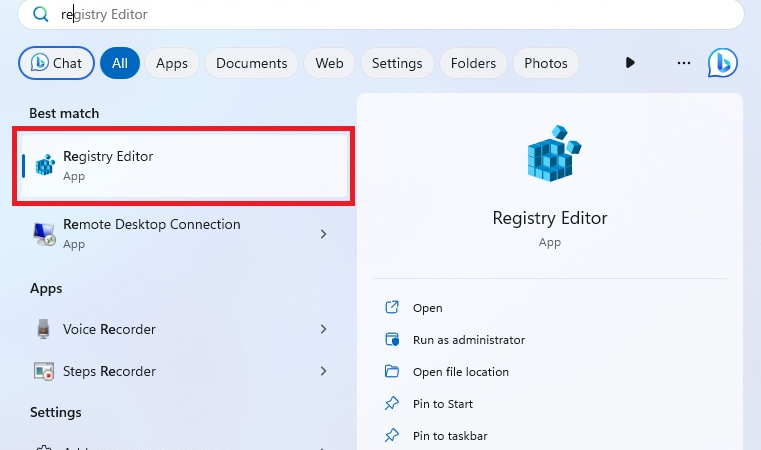 registry Editor
Chat
All
Apps
Documents
Web
Settings
Folders
Photos
Best match
Registry Editor
App
Remote Desktop Connection
App
Apps
Voice Recorder
Steps Recorder
Settings
Registry Editor
App
Open
Run as administrator
Open file location
Pin to Start
Pin to taskbar